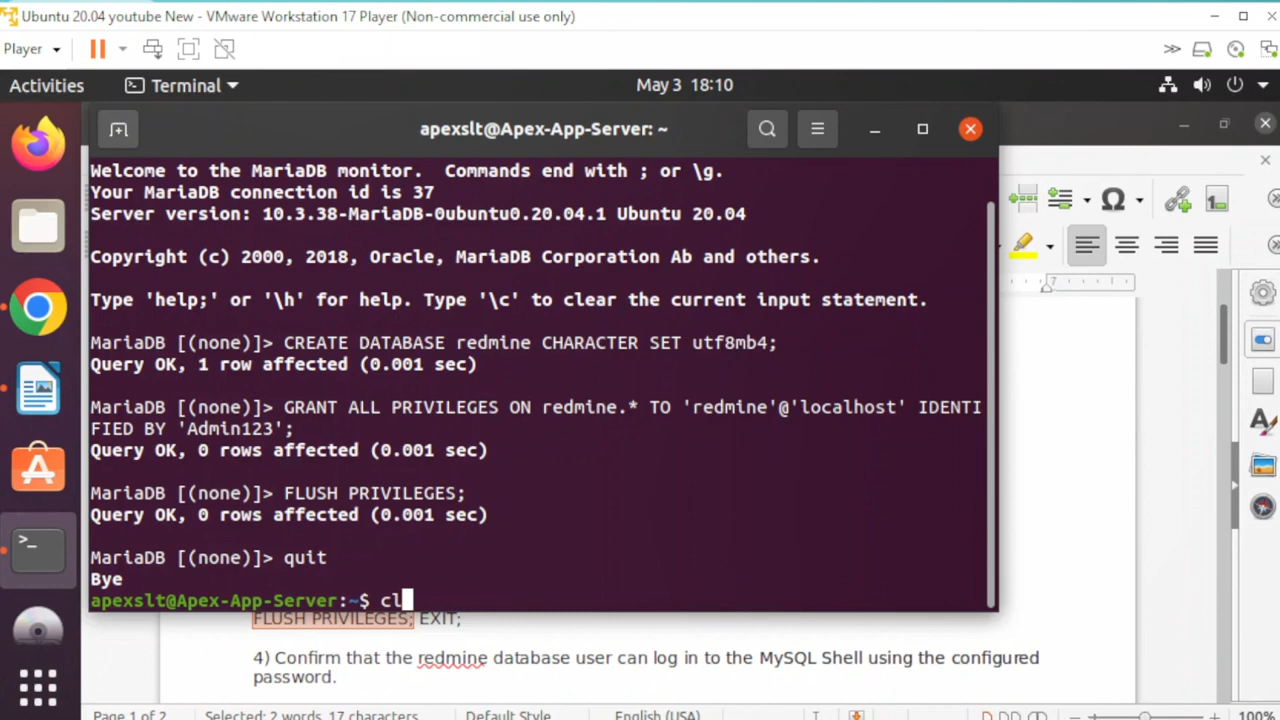 Ubuntu 20.04 youtube New - VMware Workstation 17 Player (Non-commercial use only)
Player
Activities
Terminal
May 3 18:10
apexslt@Apex-App-Server: ~
Welcome to the MariaDB monitor.  Commands end with ; or \g.
Your MariaDB connection id is 37
Server version: 10.3.38-MariaDB-0ubuntu0.20.04.1 Ubuntu 20.04
Copyright (c) 2000, 2018, Oracle, MariaDB Corporation Ab and others.
Type 'help;' or '\h' for help. Type '\c' to clear the current input statement.
MariaDB [(none)]> CREATE DATABASE redmine CHARACTER SET utf8mb4;
Query OK, 1 row affected (0.001 sec)
MariaDB [(none)]> GRANT ALL PRIVILEGES ON redmine.* TO 'redmine'@'localhost' IDENTI
FIED BY 'Admin123';
Query OK, 0 rows affected (0.001 sec)
MariaDB [(none)]> FLUSH PRIVILEGES;
Query OK, 0 rows affected (0.001 sec)
MariaDB [(none)]> quit
Bye
apexslt@Apex-App-Server:~$ cl
FLUSH PRIVILEGES; EXIT;
4) Confirm that the redmine database user can log in to the MySQL Shell using the configured
password.
7
Page 1 of 2
Selected: 2 words, 17 characters
Default Style
English (USA)
100%